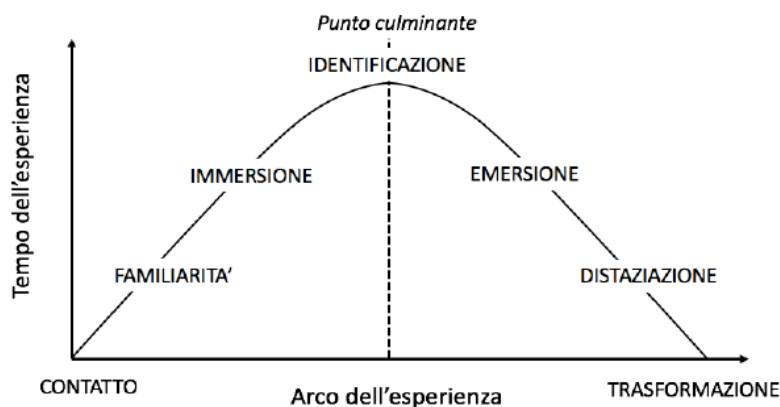 Punto culminante
IDENTIFICAZIONE
IMMERSIONE
EMERSIONE
FAMILIARITA’
DISTAZIAZIONE
Tempo dell’esperienza
CONTATTO
Arco dell’esperienza
TRASFORMAZIONE